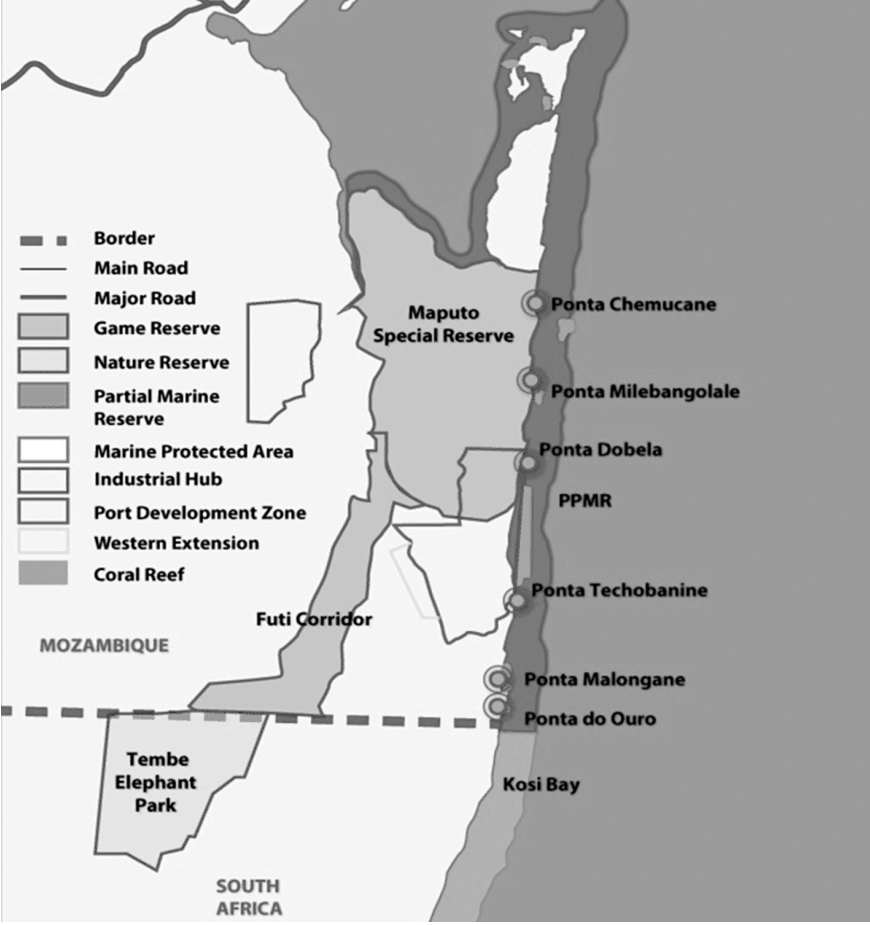 Border
Main Road
Major Road
Game Reserve
Nature Reserve
Partial Marine
Reserve
Marine Protected Area
Industrial Hub
Port Development Zone
Western Extension
Coral Reef
Maputo
Special Reserve
Ponta Chemucane
Ponta Milebangolale
Ponta Dobela
PPMR
Ponta Techobanine
Futi Corridor
MOZAMBIQUE
Ponta Malongane
Ponta do Ouro
Tembe
Elephant
Park
Kosi Bay
SOUTH
AFRICA